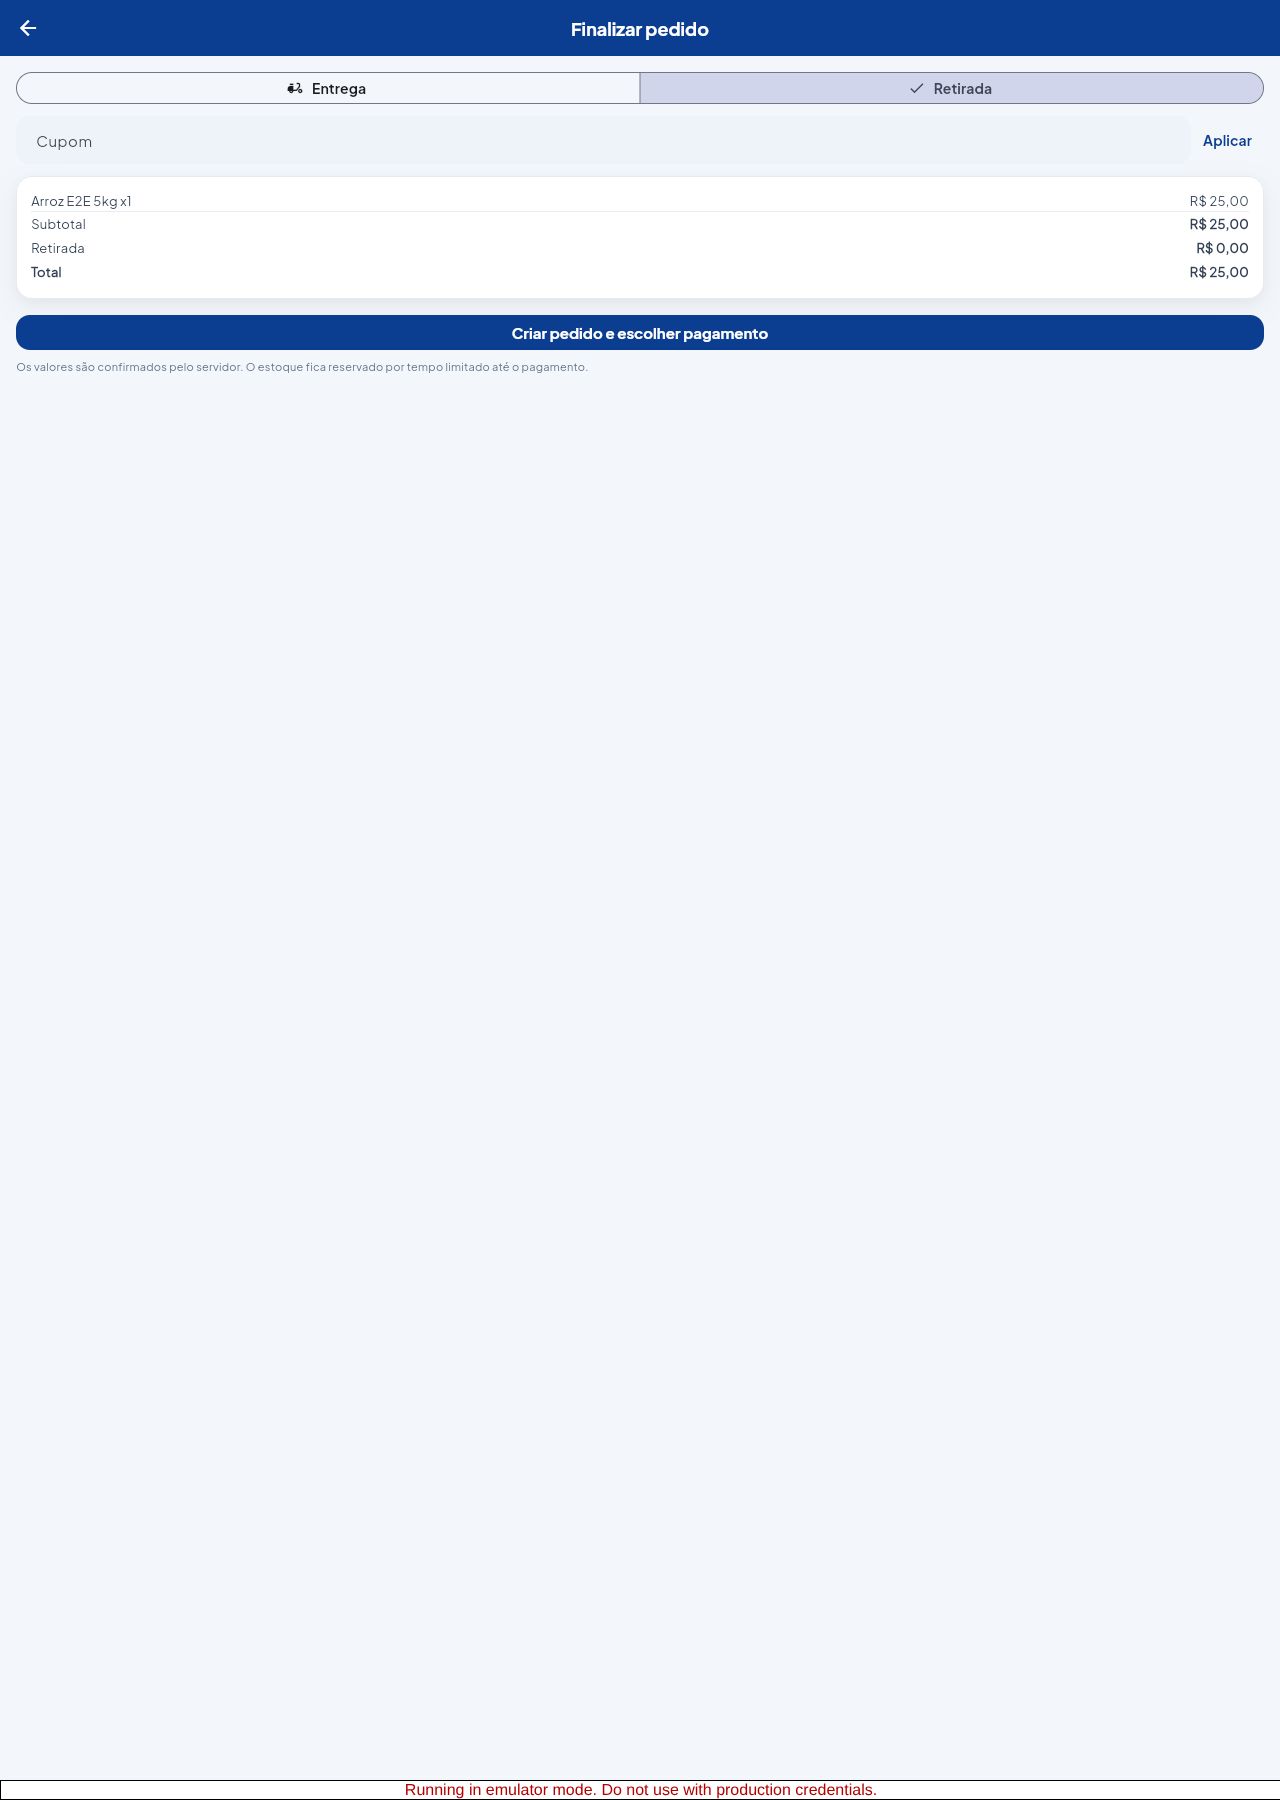 Finalizar pedido
Entrega
Retirada
Cupom
Aplicar
Arroz E2E 5kg x1 R$ 25,00
Subtotal R$ 25,00
Retirada R$ 0,00
Total R$ 25,00
Criar pedido e escolher pagamento
Os valores são confirmados pelo servidor. O estoque fica reservado por tempo limitado até o pagamento.
Running in emulator mode. Do not use with production credentials.